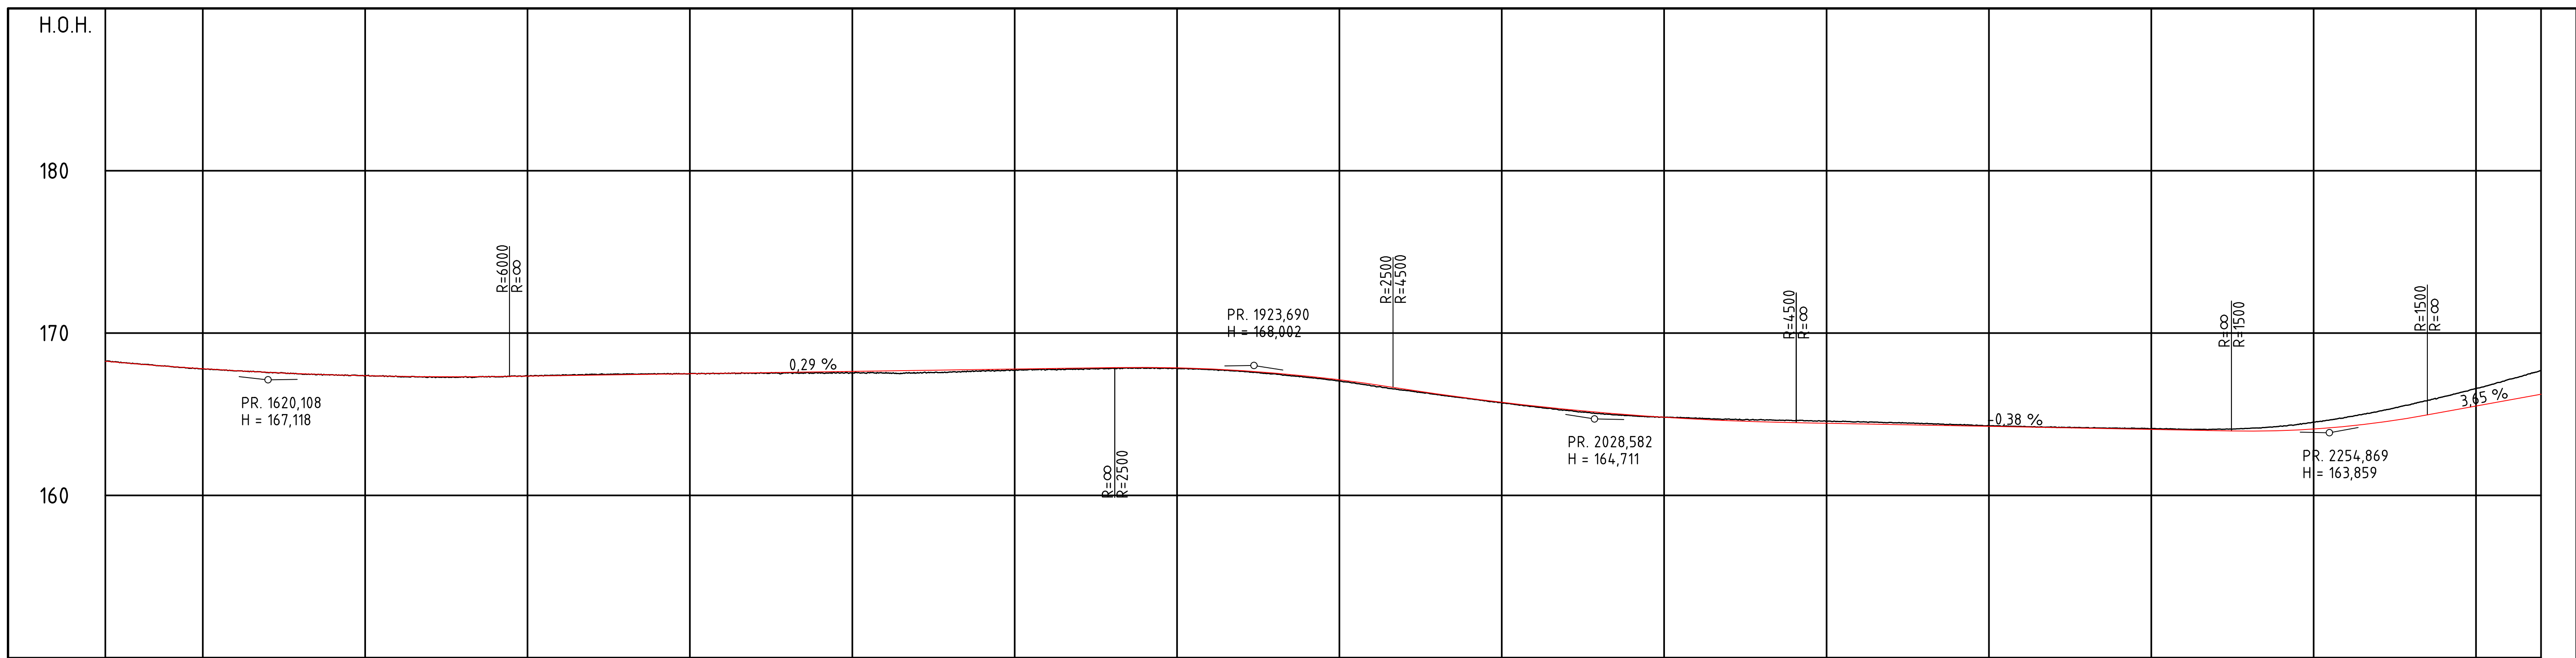 H.O.H.
180
R=6000
R=∞
R=2500
R=4500
R=4500
R=∞
R=∞
R=1500
R=1500
R=∞
170
PR. 1923,690
H = 168,002
0,29 %
PR. 1620,108
H = 167,118
3,65 %
-0,38 %
PR. 2028,582
H = 164,711
PR. 2254,869
H = 163,859
R=∞
R=2500
160